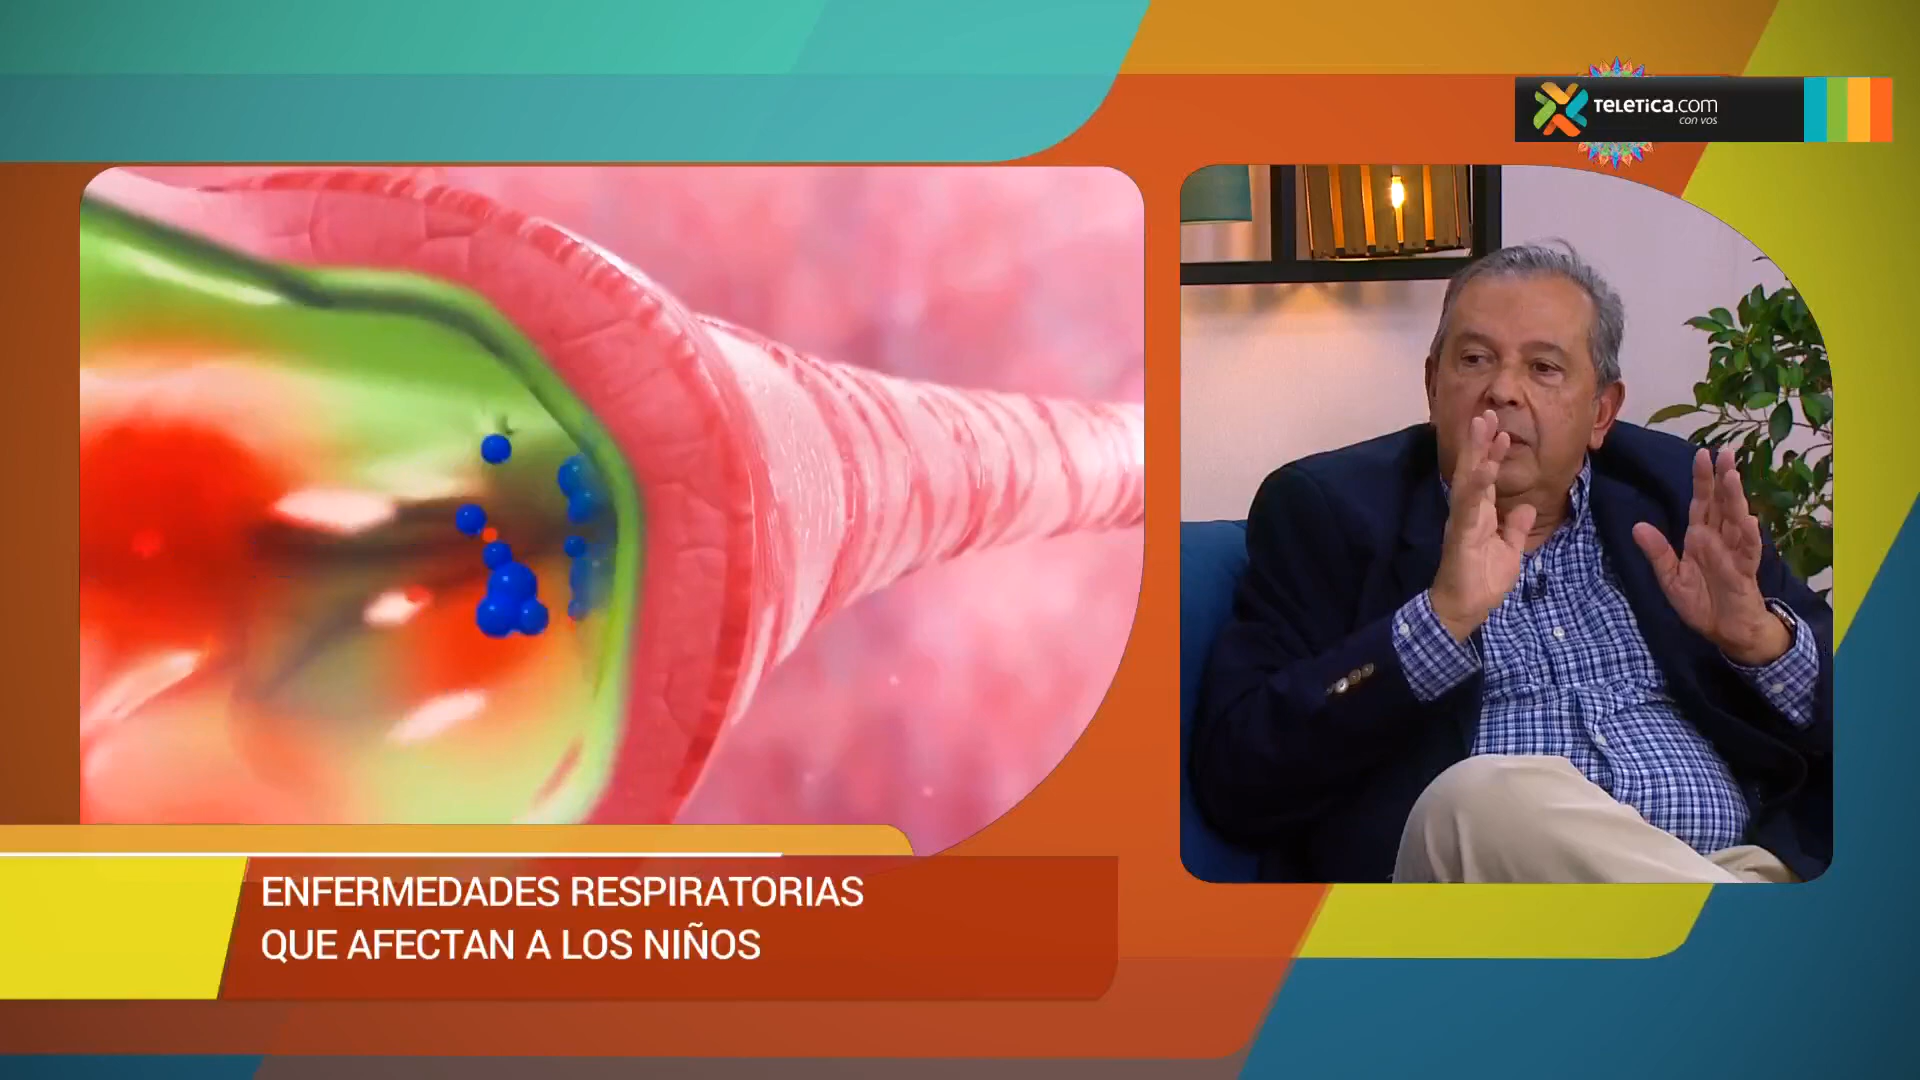 TELETICA.COM
con vos
ENFERMEDADES RESPIRATORIAS
QUE AFECTAN A LOS NIÑOS